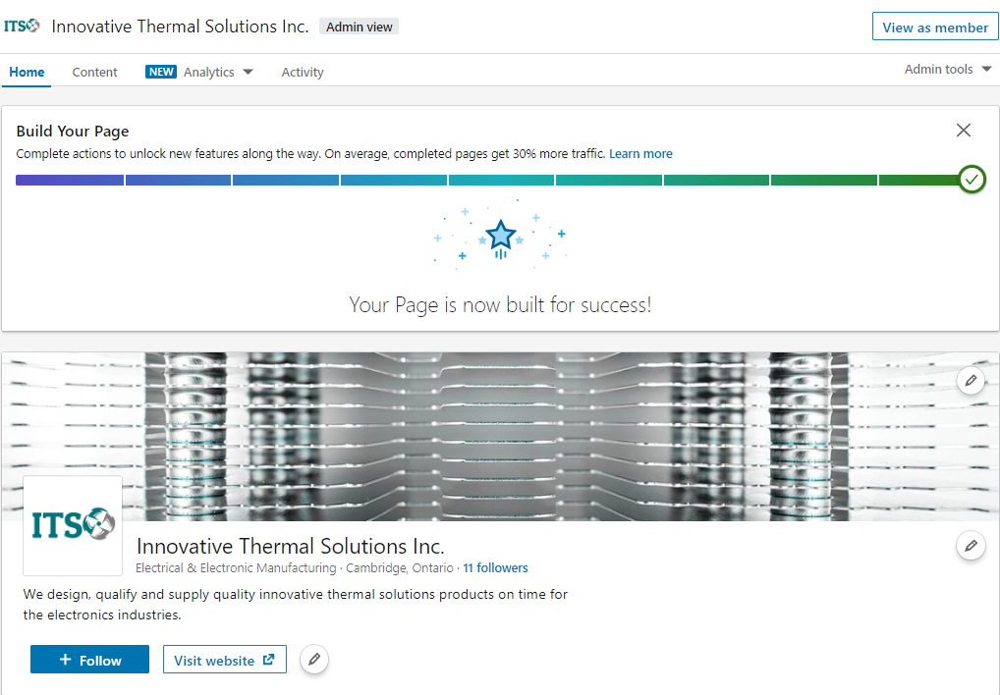 ITS Innovative Thermal Solutions Inc. Admin view View as member
Home Content NEW Analytics Activity Admin tools
Build Your Page
Complete actions to unlock new features along the way. On average, completed pages get 30% more traffic. Learn more
Your Page is now built for success!
ITS
Innovative Thermal Solutions Inc.
Electrical & Electronic Manufacturing · Cambridge, Ontario · 11 followers
We design, qualify and supply quality innovative thermal solutions products on time for
the electronics industries.
+ Follow Visit website